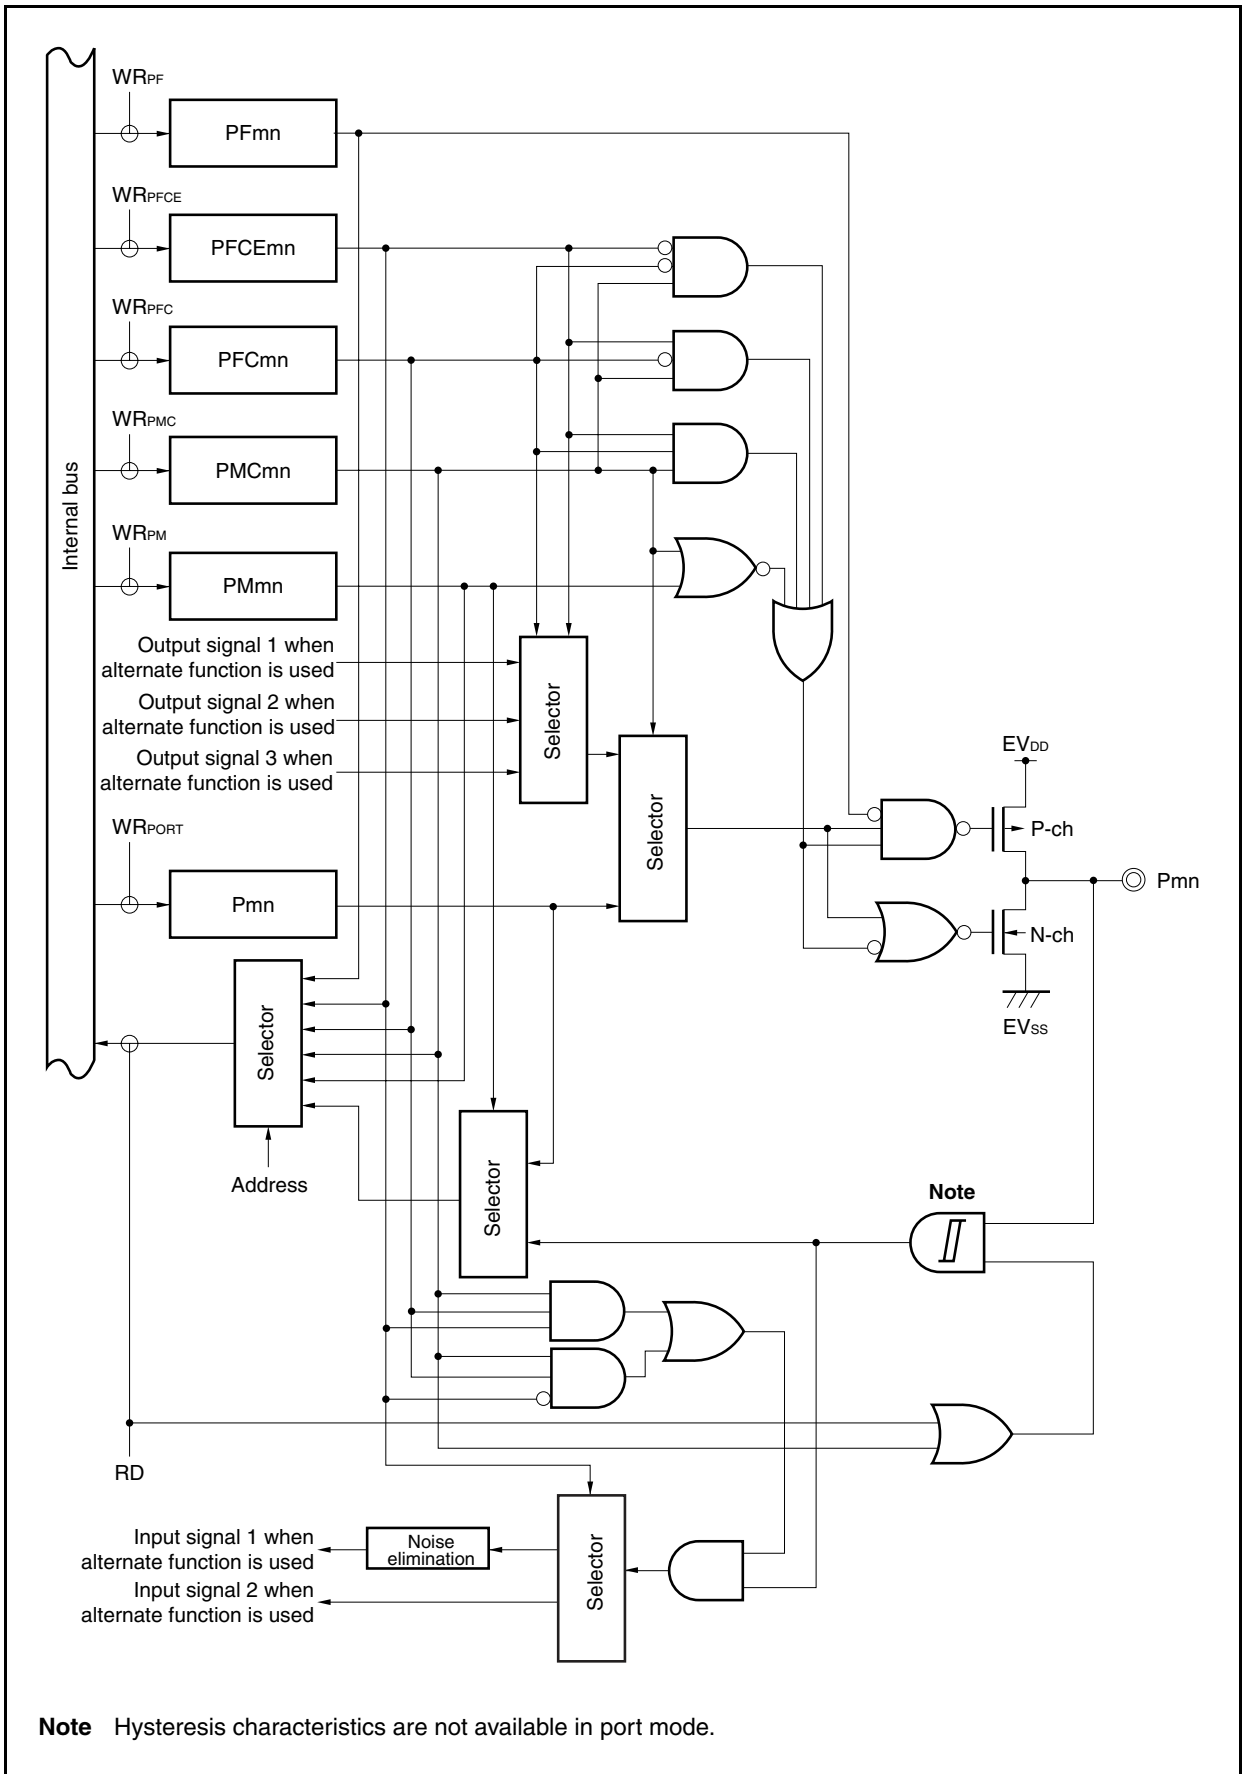 WRPF
PFmn
WRPFCE
PFCEmn
WRPFC
PFCmn
WRPMC
PMCmn
Internal bus
WRPM
PMmn
Output signal 1 when
alternate function is used
Output signal 2 when
alternate function is used
Output signal 3 when
alternate function is used
Selector
Selector
EVDD
P-ch
WRPORT
Pmn
Pmn
N-ch
EVSS
Selector
Address
Selector
Note
RD
Input signal 1 when
alternate function is used
Noise
elimination
Input signal 2 when
alternate function is used
Selector
Note Hysteresis characteristics are not available in port mode.